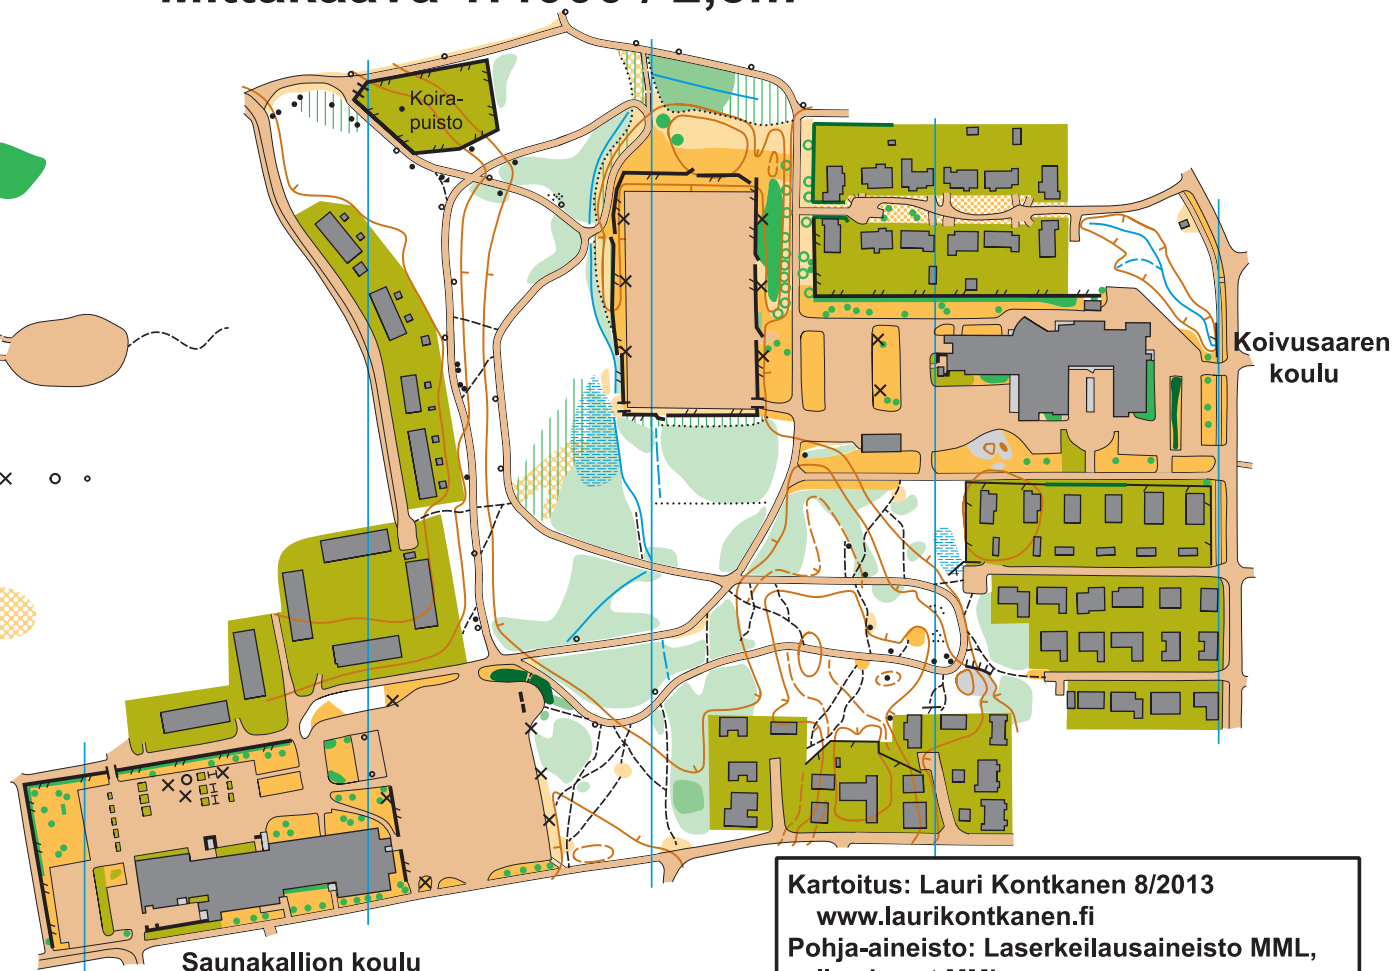 Koira-
puisto
Koivusaaren
koulu
Kartoitus: Lauri Kontkanen 8/2013
www.laurikontkanen.fi
Pohja-aineisto: Laserkeilausaineisto MML,
Saunakallion koulu